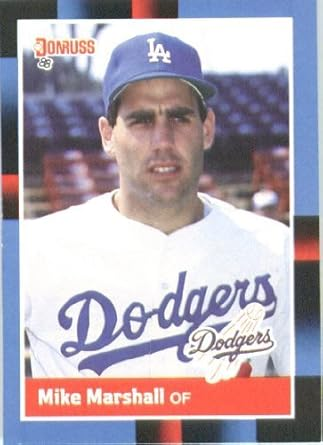 DONRUSS
'88
LA
Dodgers
Dodgers
Mike Marshall OF